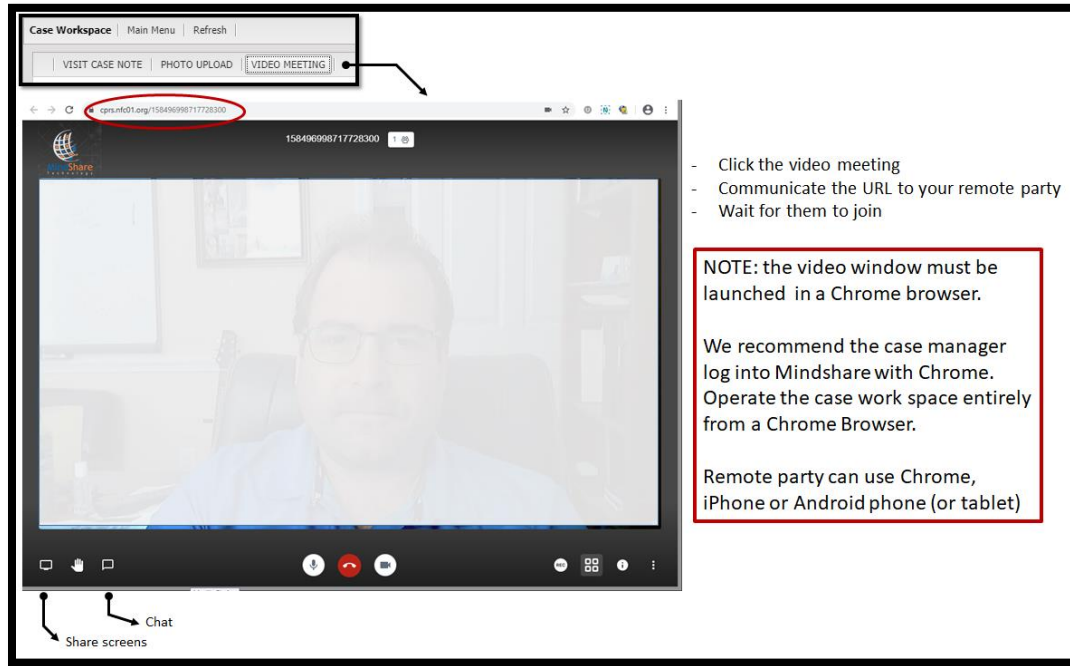 Case Workspace | Main Menu | Refresh |
| VISIT CASE NOTE | PHOTO UPLOAD | VIDEO MEETING |
cprs.nfc01.org/158496998717728300
158496998717728300 1
MindShare
Technology
- Click the video meeting
- Communicate the URL to your remote party
- Wait for them to join
NOTE: the video window must be
launched in a Chrome browser.
We recommend the case manager
log into Mindshare with Chrome.
Operate the case work space entirely
from a Chrome Browser.
Remote party can use Chrome,
iPhone or Android phone (or tablet)
Chat
Share screens